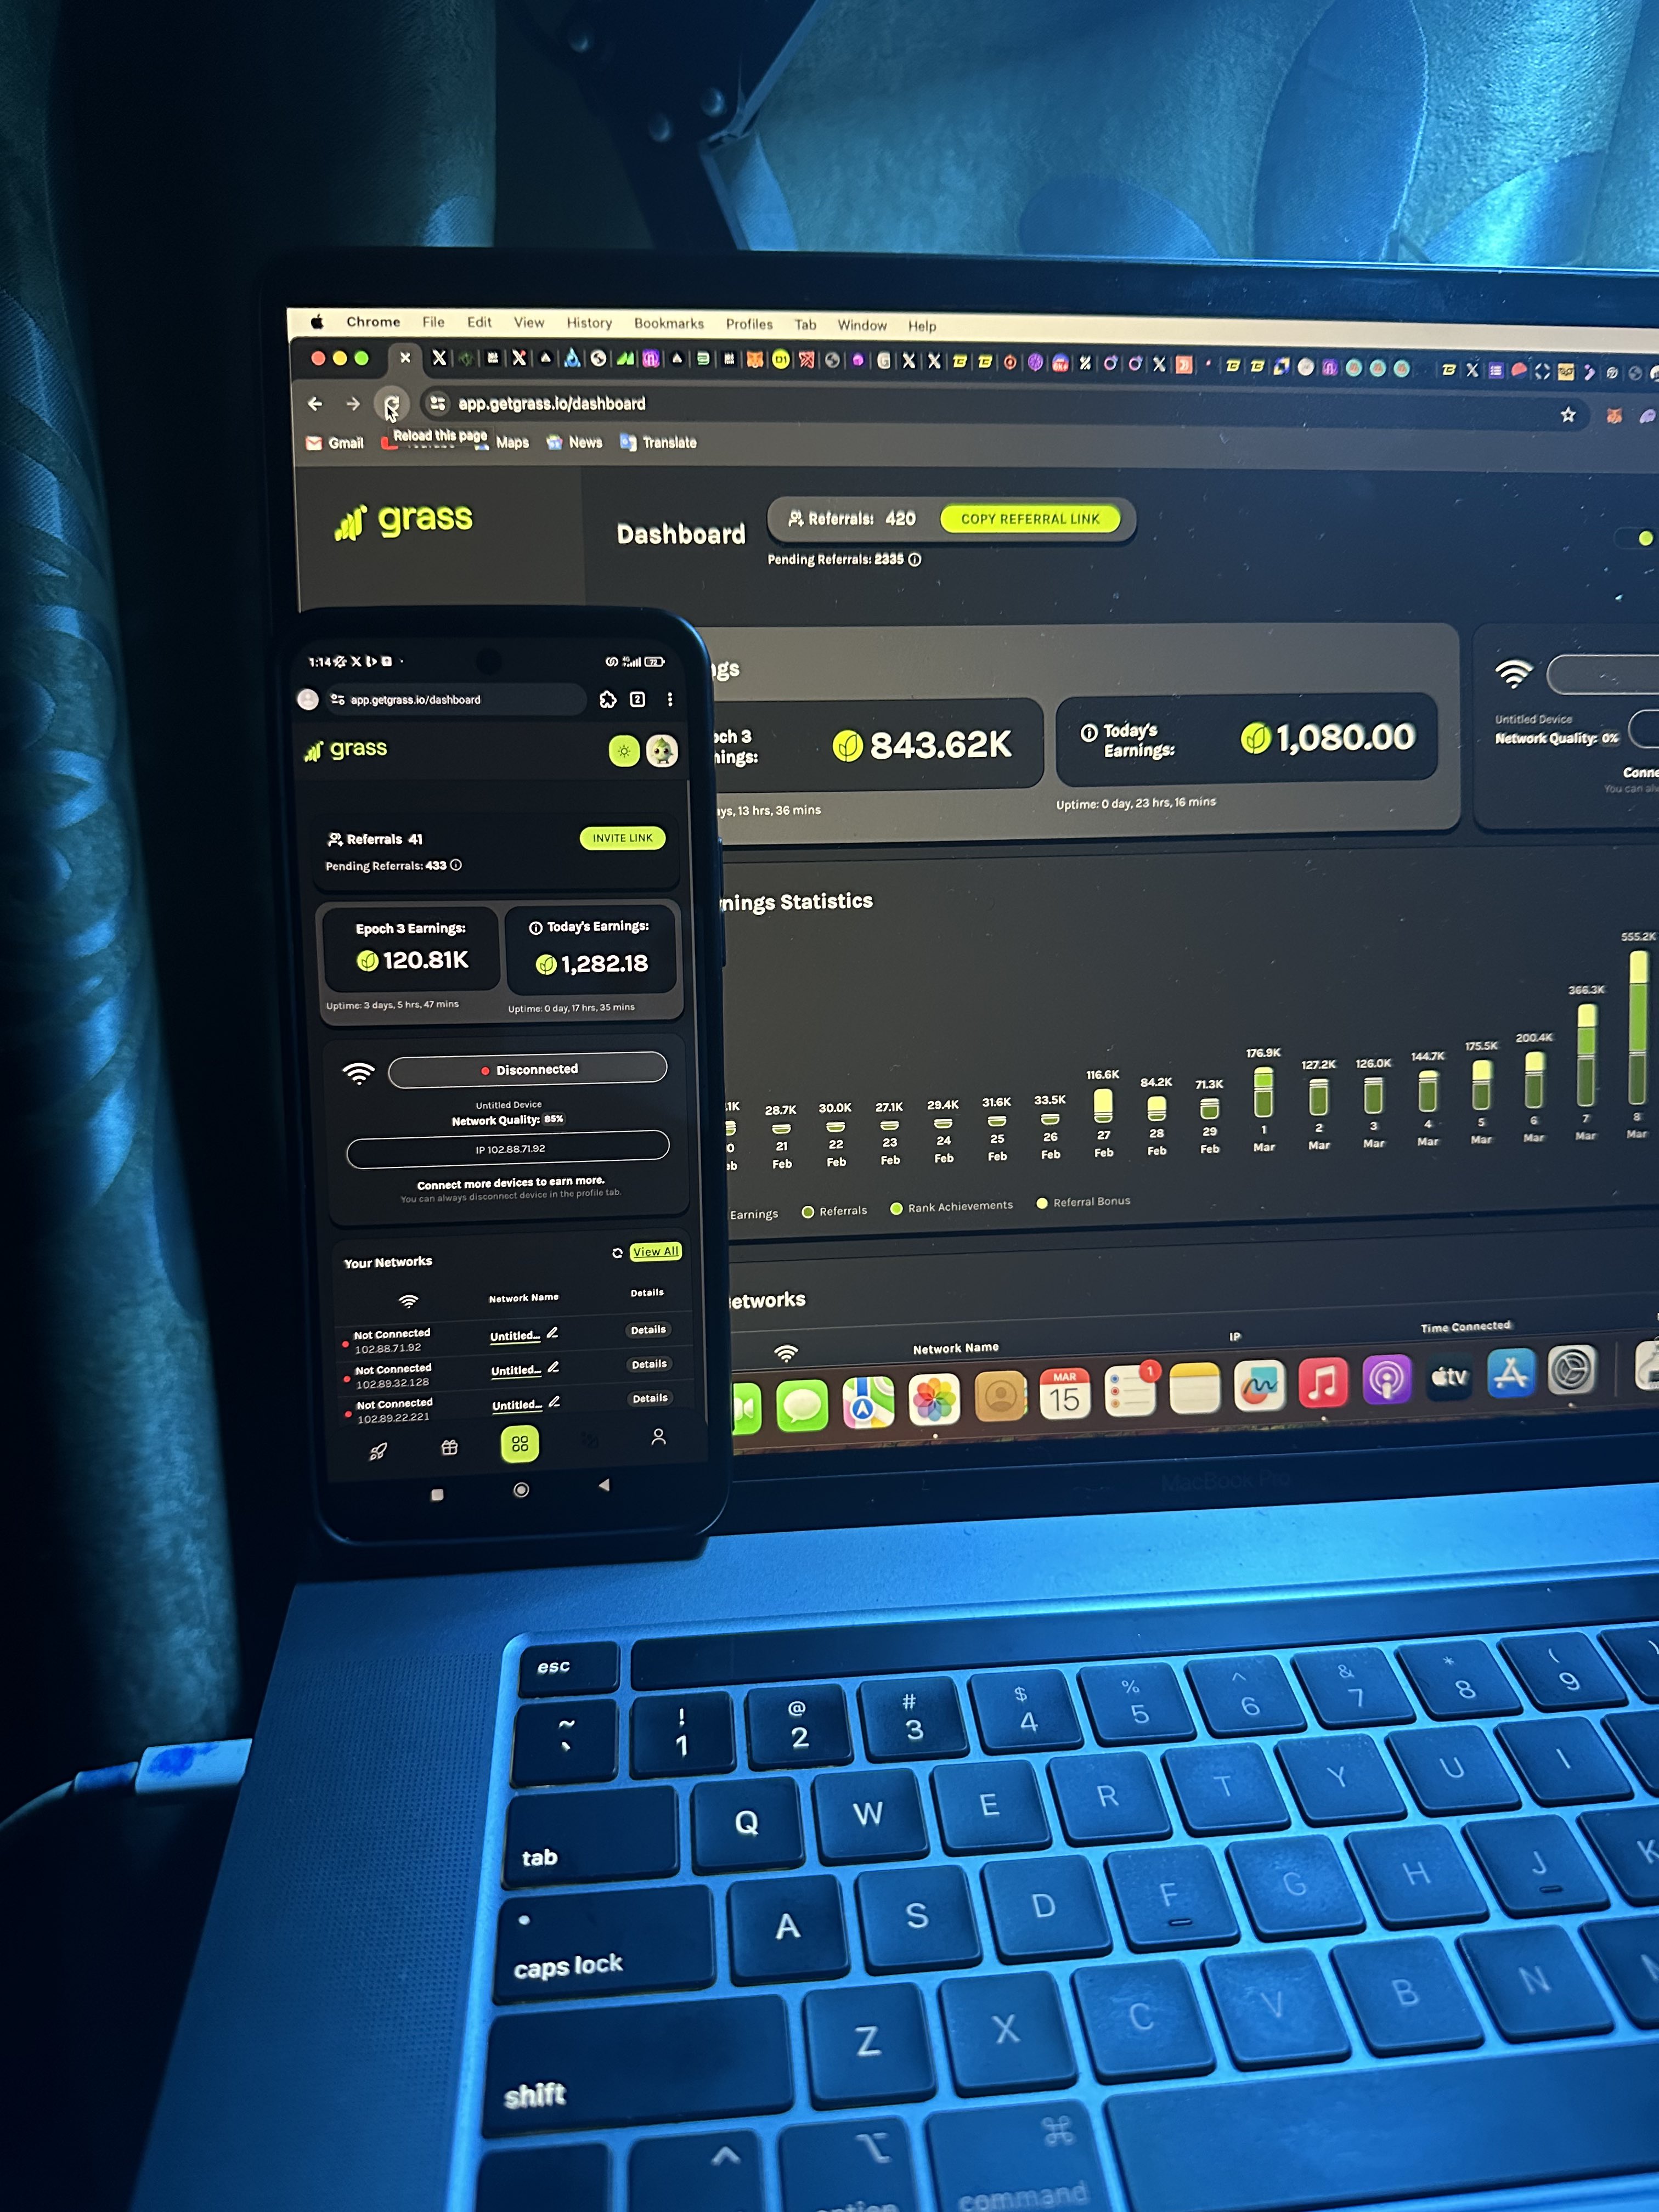 Chrome File Edit View History Bookmarks Profiles Tab Window Help
app.getgrass.io/dashboard
Reload this page
Gmail Maps News Translate
grass
Dashboard
Referrals: 420 COPY REFERRAL LINK
Pending Referrals: 2335
gs
ch 3
nings:
843.62K
Today's
Earnings:
1,080.00
ys, 13 hrs, 36 mins
Uptime: 0 day, 23 hrs, 16 mins
Untitled Device
Network Quality: 0%
Conne
You can al
nings Statistics
.1K 28.7K 30.0K 27.1K 29.4K 31.6K 33.5K 116.6K 84.2K 71.3K 176.9K 127.2K 126.0K 144.7K 175.5K 200.4K 366.3K 555.2K
0 21 22 23 24 25 26 27 28 29 1 2 3 4 5 6 7 8
eb Feb Feb Feb Feb Feb Feb Feb Feb Feb Mar Mar Mar Mar Mar Mar Mar Mar
Earnings Referrals Rank Achievements Referral Bonus
etworks
Network Name IP Time Connected
MAR
15
1
tv
MacBook Pro
1:14
4G
72
app.getgrass.io/dashboard
2
grass
Referrals 41
INVITE LINK
Pending Referrals: 433
Epoch 3 Earnings:
120.81K
Uptime: 3 days, 5 hrs, 47 mins
Today's Earnings:
1,282.18
Uptime: 0 day, 17 hrs, 35 mins
Disconnected
Untitled Device
Network Quality: 85%
IP 102.88.71.92
Connect more devices to earn more.
You can always disconnect device in the profile tab.
Your Networks
View All
Network Name Details
Not Connected
102.88.71.92
Untitled... Details
Not Connected
102.89.32.128
Untitled... Details
Not Connected
102.89.22.221
Untitled... Details
esc
~ ! @ # $ % ^ & * (
` 1 2 3 4 5 6 7 8 9
tab Q W E R T Y U I
caps lock A S D F G H J K
shift Z X C V B N
option command